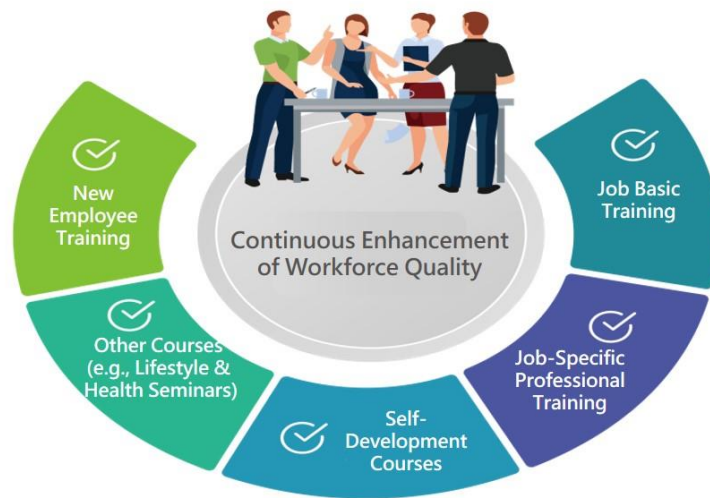 Continuous Enhancement
of Workforce Quality
New
Employee
Training
Other Courses
(e.g., Lifestyle &
Health Seminars)
Self-
Development
Courses
Job-Specific
Professional
Training
Job Basic
Training